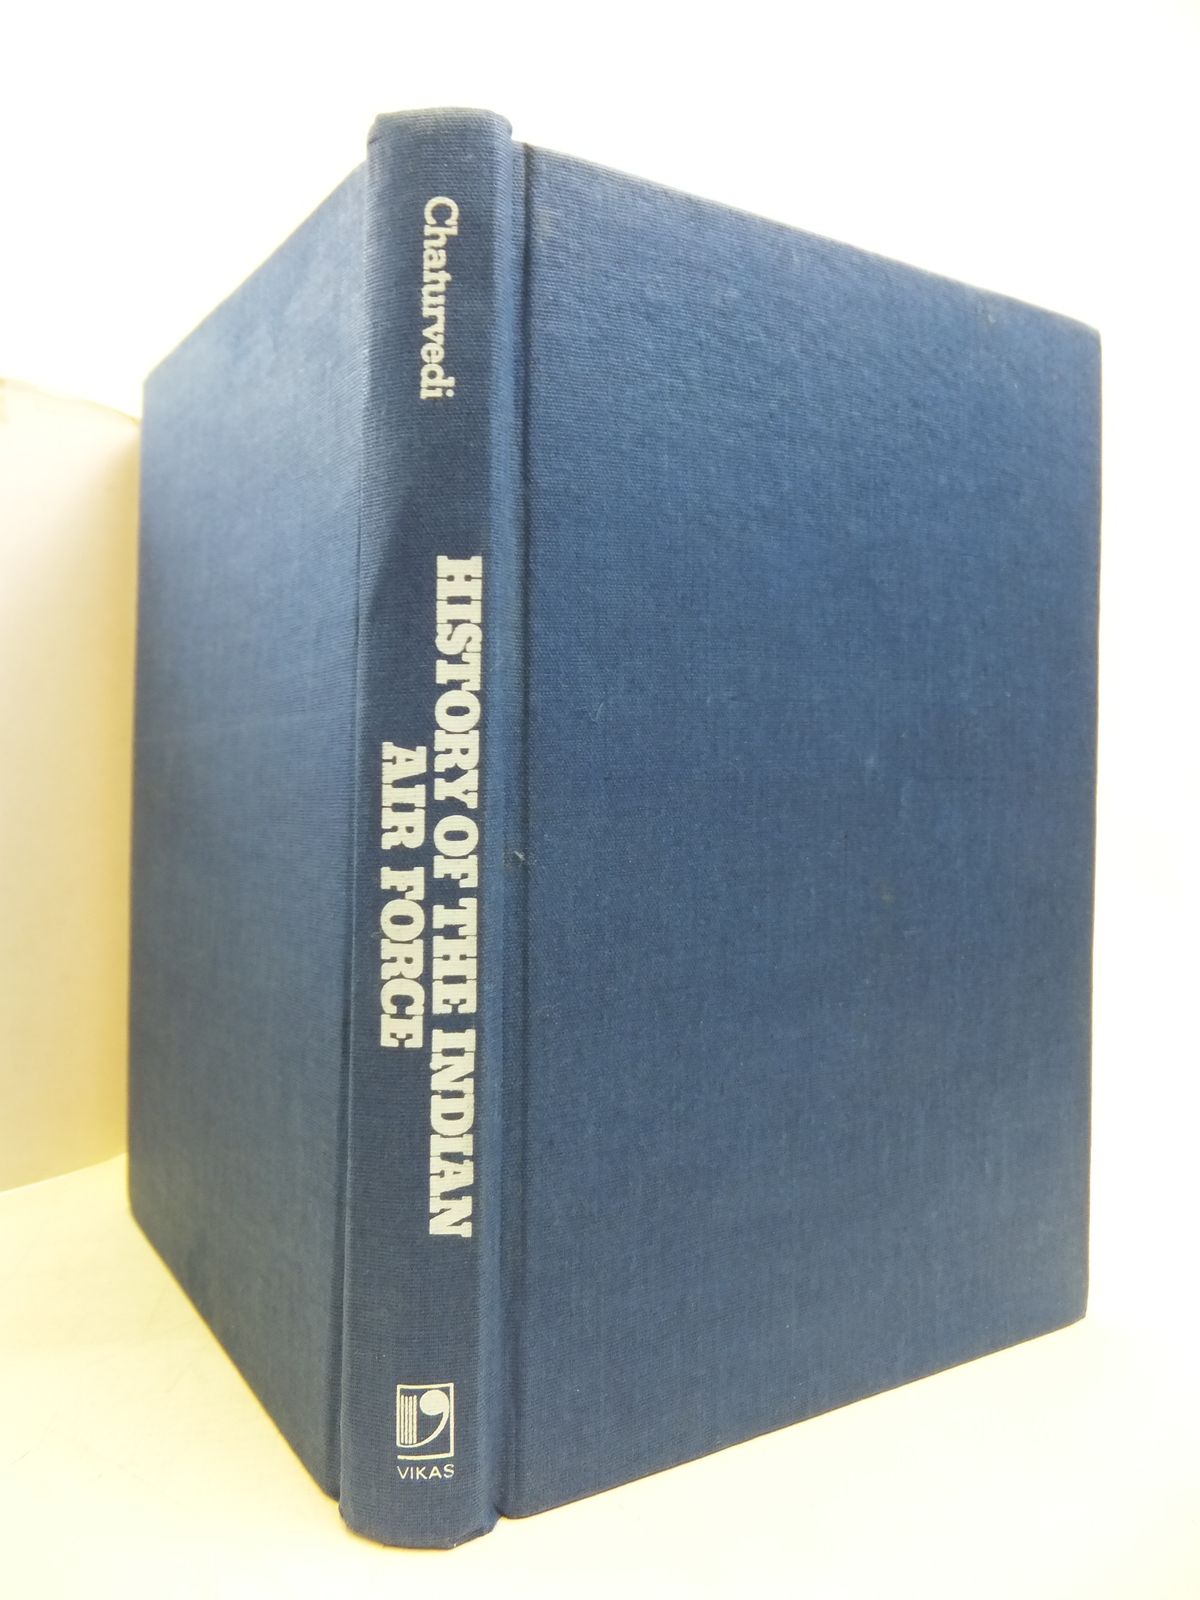 Chaturvedi
HISTORY OF THE INDIAN
AIR FORCE
VIKAS